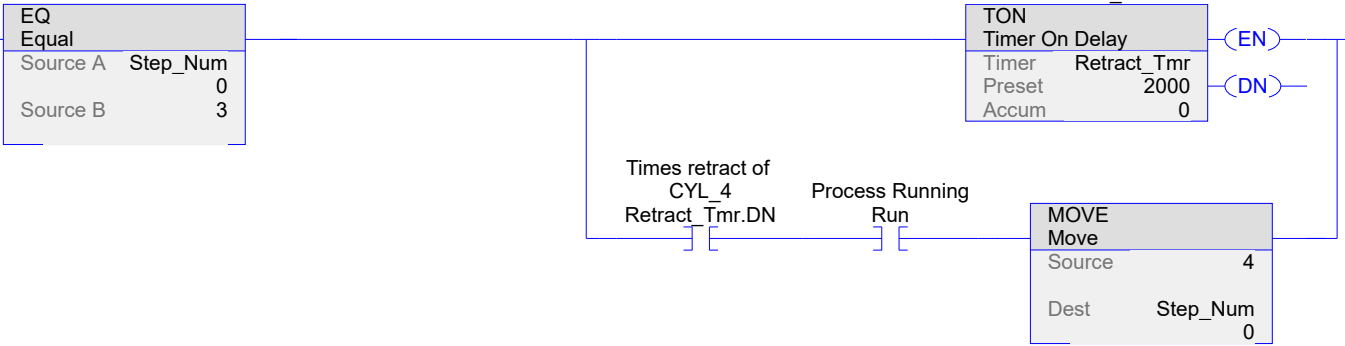 EQ
Equal
Source A Step_Num
0
Source B 3
TON
Timer On Delay
Timer Retract_Tmr
Preset 2000
Accum 0
EN
DN
Times retract of
CYL_4
Retract_Tmr.DN
Process Running
Run
MOVE
Move
Source 4
Dest Step_Num
0